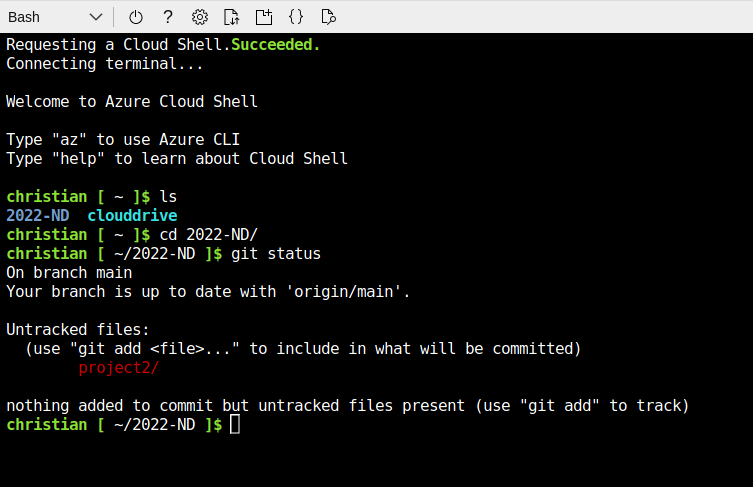 Bash
Requesting a Cloud Shell.Succeeded.
Connecting terminal...
Welcome to Azure Cloud Shell
Type "az" to use Azure CLI
Type "help" to learn about Cloud Shell
christian [ ~ ]$ ls
2022-ND  clouddrive
christian [ ~ ]$ cd 2022-ND/
christian [ ~/2022-ND ]$ git status
On branch main
Your branch is up to date with 'origin/main'.
Untracked files:
  (use "git add <file>..." to include in what will be committed)
        project2/
nothing added to commit but untracked files present (use "git add" to track)
christian [ ~/2022-ND ]$